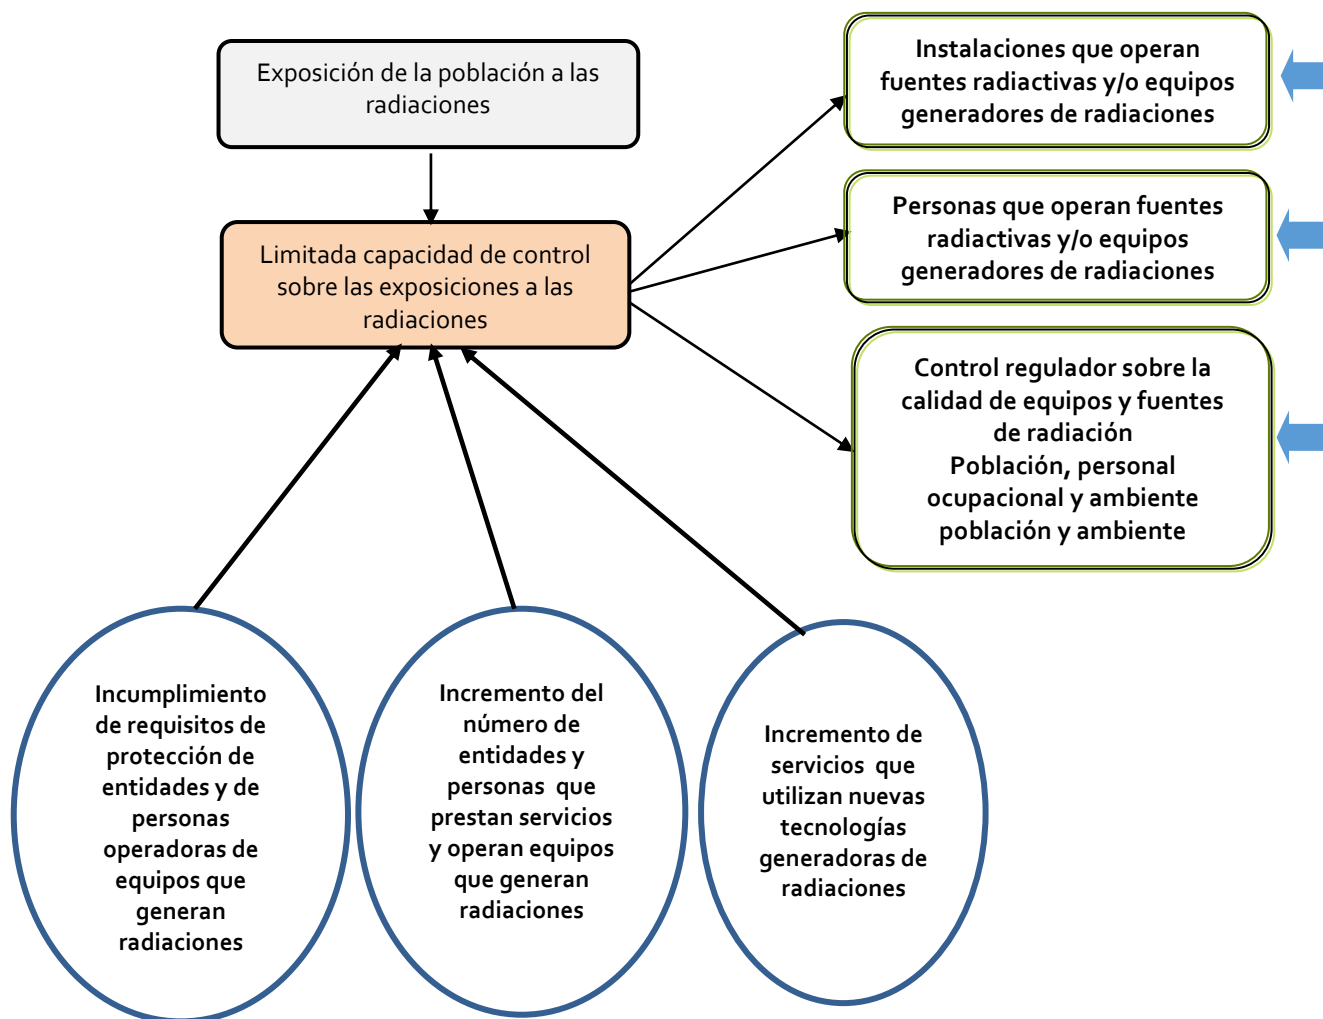 Exposición de la población a las
radiaciones
Limitada capacidad de control
sobre las exposiciones a las
radiaciones
Instalaciones que operan
fuentes radiactivas y/o equipos
generadores de radiaciones
Personas que operan fuentes
radiactivas y/o equipos
generadores de radiaciones
Control regulador sobre la
calidad de equipos y fuentes
de radiación
Población, personal
ocupacional y ambiente
población y ambiente
Incumplimiento
de requisitos de
protección de
entidades y de
personas
operadoras de
equipos que
generan
radiaciones
Incremento del
número de
entidades y
personas que
prestan servicios
y operan equipos
que generan
radiaciones
Incremento de
servicios que
utilizan nuevas
tecnologías
generadoras de
radiaciones